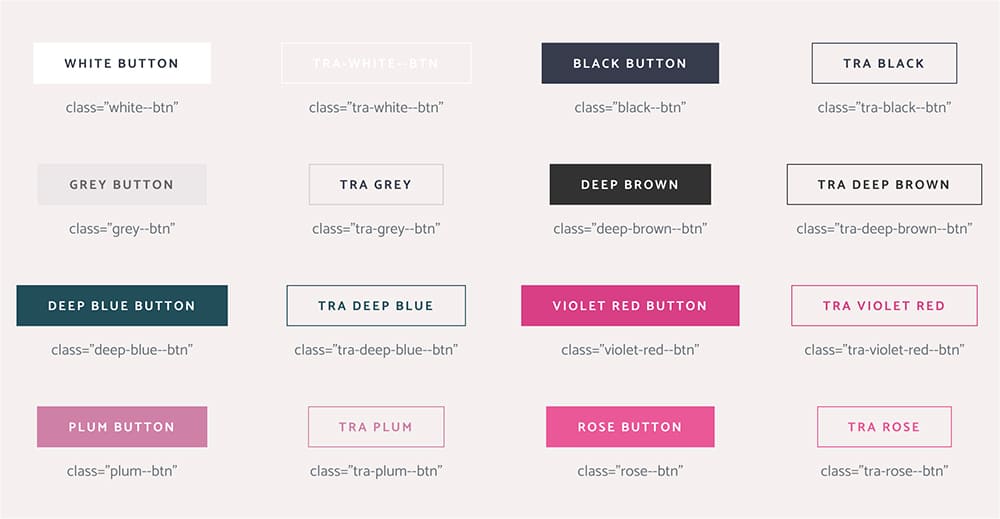 WHITE BUTTON TRA-WHITE--BTN BLACK BUTTON TRA BLACK
class="white--btn" class="tra-white--btn" class="black--btn" class="tra-black--btn"
GREY BUTTON TRA GREY DEEP BROWN TRA DEEP BROWN
class="grey--btn" class="tra-grey--btn" class="deep-brown--btn" class="tra-deep-brown--btn"
DEEP BLUE BUTTON TRA DEEP BLUE VIOLET RED BUTTON TRA VIOLET RED
class="deep-blue--btn" class="tra-deep-blue--btn" class="violet-red--btn" class="tra-violet-red--btn"
PLUM BUTTON TRA PLUM ROSE BUTTON TRA ROSE
class="plum--btn" class="tra-plum--btn" class="rose--btn" class="tra-rose--btn"